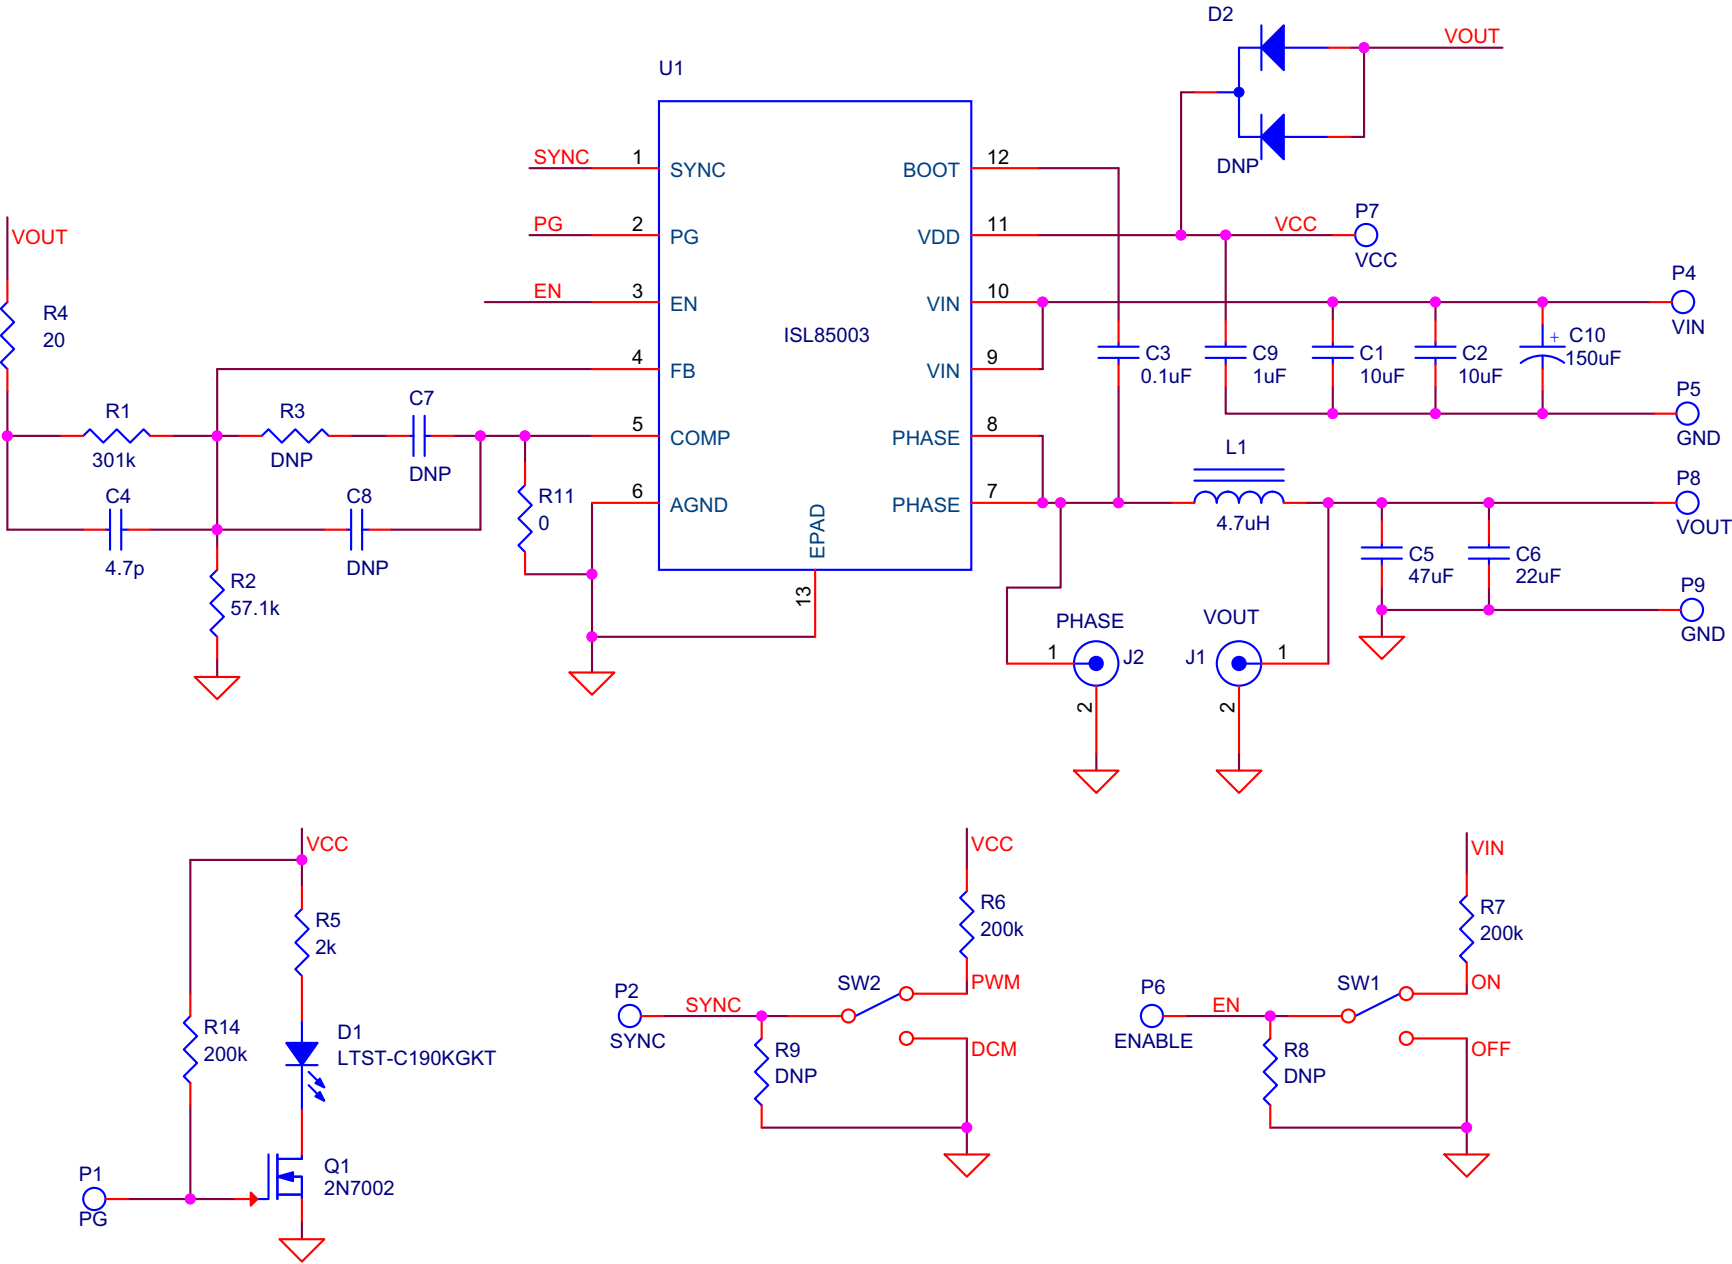 D2
VOUT
DNP
U1
ISL85003
SYNC 1 SYNC
PG 2 PG
EN 3 EN
4 FB
5 COMP
6 AGND
EPAD
13
BOOT 12
VDD 11
VIN 10
VIN 9
PHASE 8
PHASE 7
VCC
P7
VCC
P4
VIN
C3
0.1uF
C9
1uF
C1
10uF
C2
10uF
+ C10
150uF
P5
GND
L1
4.7uH
P8
VOUT
C5
47uF
C6
22uF
P9
GND
PHASE
1
J2
2
VOUT
J1
1
2
VOUT
R4
20
R1
301k
R3
DNP
C7
DNP
C4
4.7p
C8
DNP
R11
0
R2
57.1k
VCC
R5
2k
R14
200k
D1
LTST-C190KGKT
P1
PG
Q1
2N7002
VCC
R6
200k
PWM
SW2
P2
SYNC
SYNC
DCM
R9
DNP
VIN
R7
200k
ON
SW1
P6
EN
ENABLE
OFF
R8
DNP